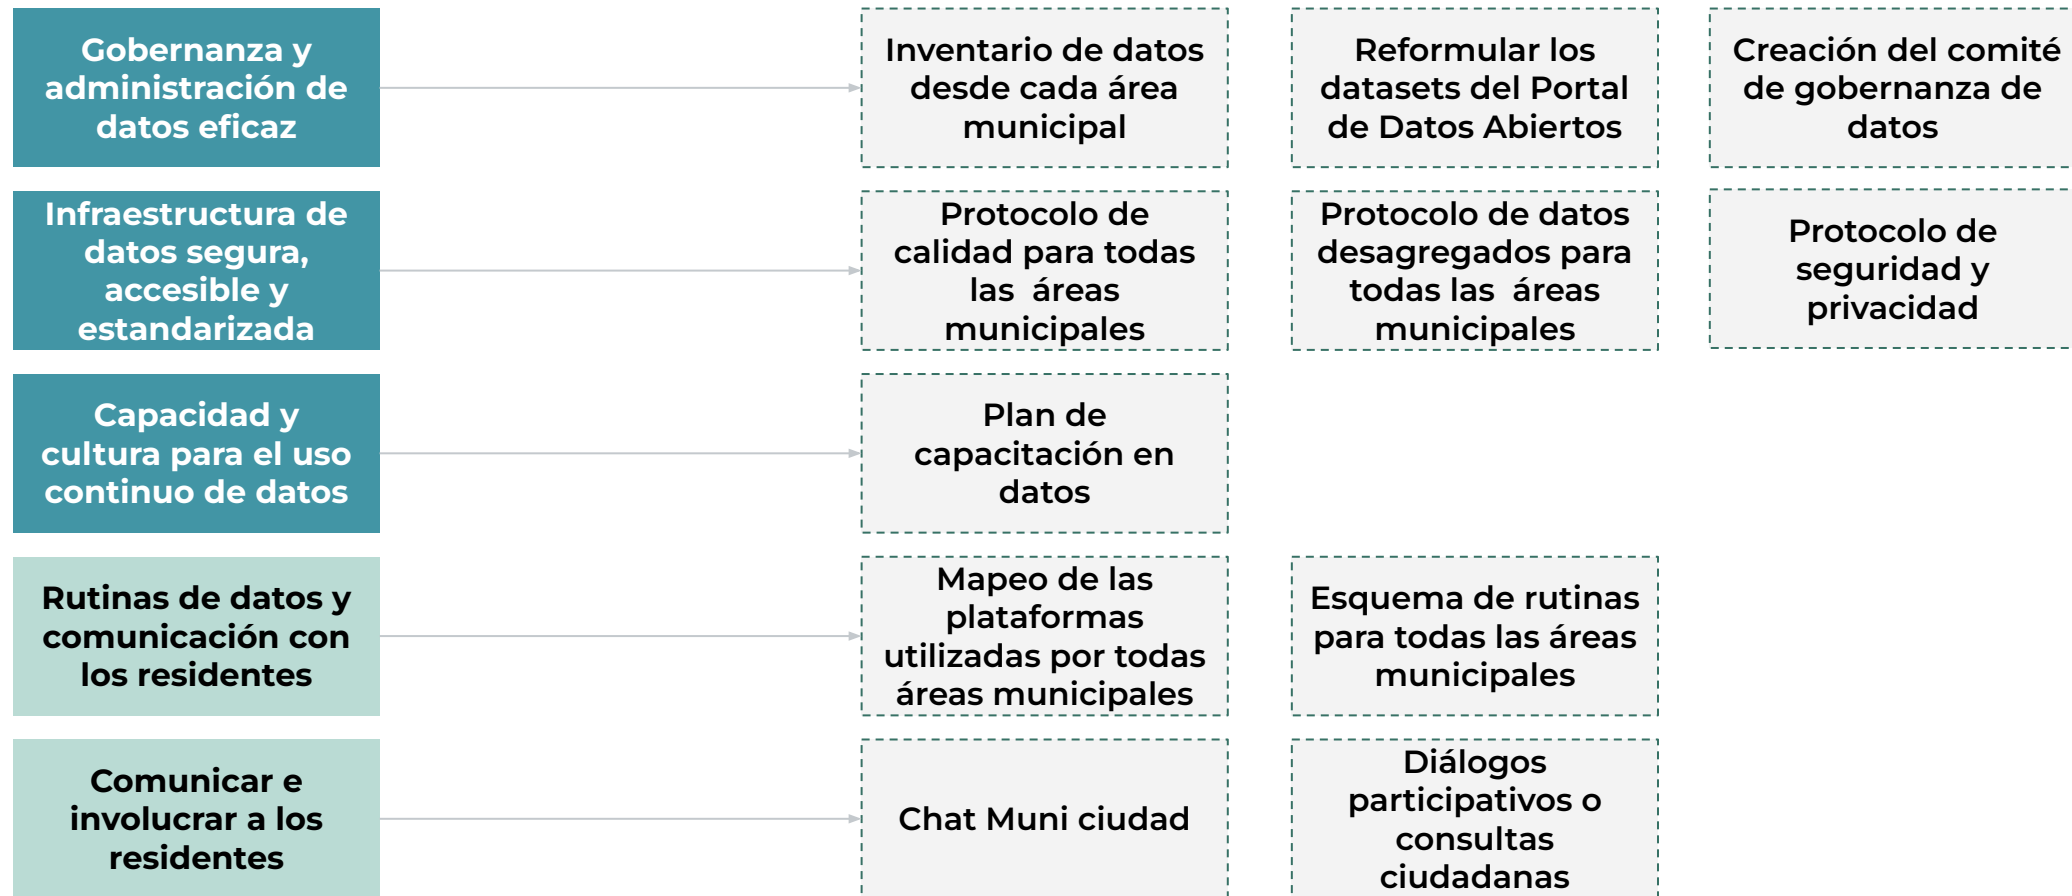 Gobernanza y
administración de
datos eficaz
Inventario de datos
desde cada área
municipal
Reformular los
datasets del Portal
de Datos Abiertos
Creación del comité
de gobernanza de
datos
Infraestructura de
datos segura,
accesible y
estandarizada
Protocolo de
calidad para todas
las áreas
municipales
Protocolo de datos
desagregados para
todas las áreas
municipales
Protocolo de
seguridad y
privacidad
Capacidad y
cultura para el uso
continuo de datos
Plan de
capacitación en
datos
Rutinas de datos y
comunicación con
los residentes
Mapeo de las
plataformas
utilizadas por todas
áreas municipales
Esquema de rutinas
para todas las áreas
municipales
Comunicar e
involucrar a los
residentes
Chat Muni ciudad
Diálogos
participativos o
consultas
ciudadanas